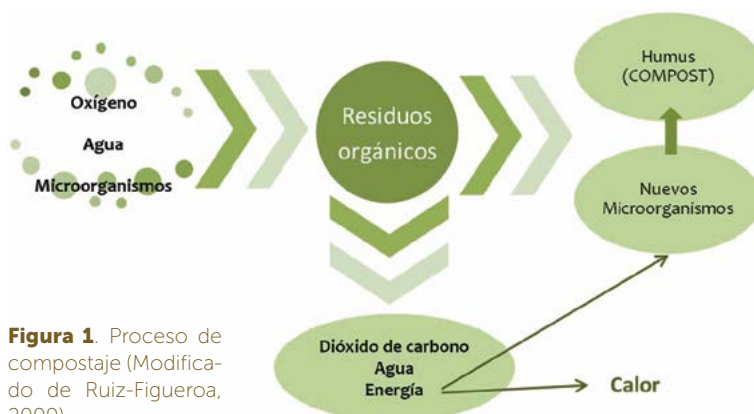 Oxígeno
Agua
Microorganismos
Residuos
orgánicos
Humus
(COMPOST)
Nuevos
Microorganismos
Dióxido de carbono
Agua
Energía
Calor
Figura 1. Proceso de
compostaje (Modifica-
do de Ruiz-Figueroa,
2009)